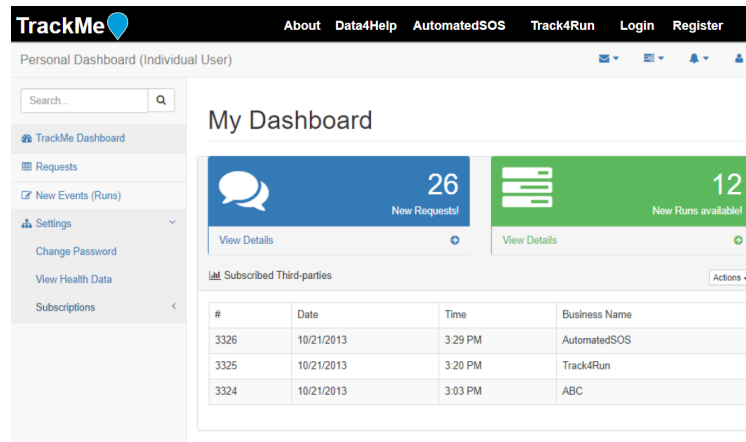 TrackMe About Data4Help AutomatedSOS Track4Run Login Register
Personal Dashboard (Individual User)
Search...
TrackMe Dashboard
Requests
New Events (Runs)
Settings
Change Password
View Health Data
Subscriptions
My Dashboard
26
New Requests!
View Details
12
New Runs available!
View Details
Subscribed Third-parties
Actions
# Date Time Business Name
3326 10/21/2013 3:29 PM AutomatedSOS
3325 10/21/2013 3:20 PM Track4Run
3324 10/21/2013 3:03 PM ABC